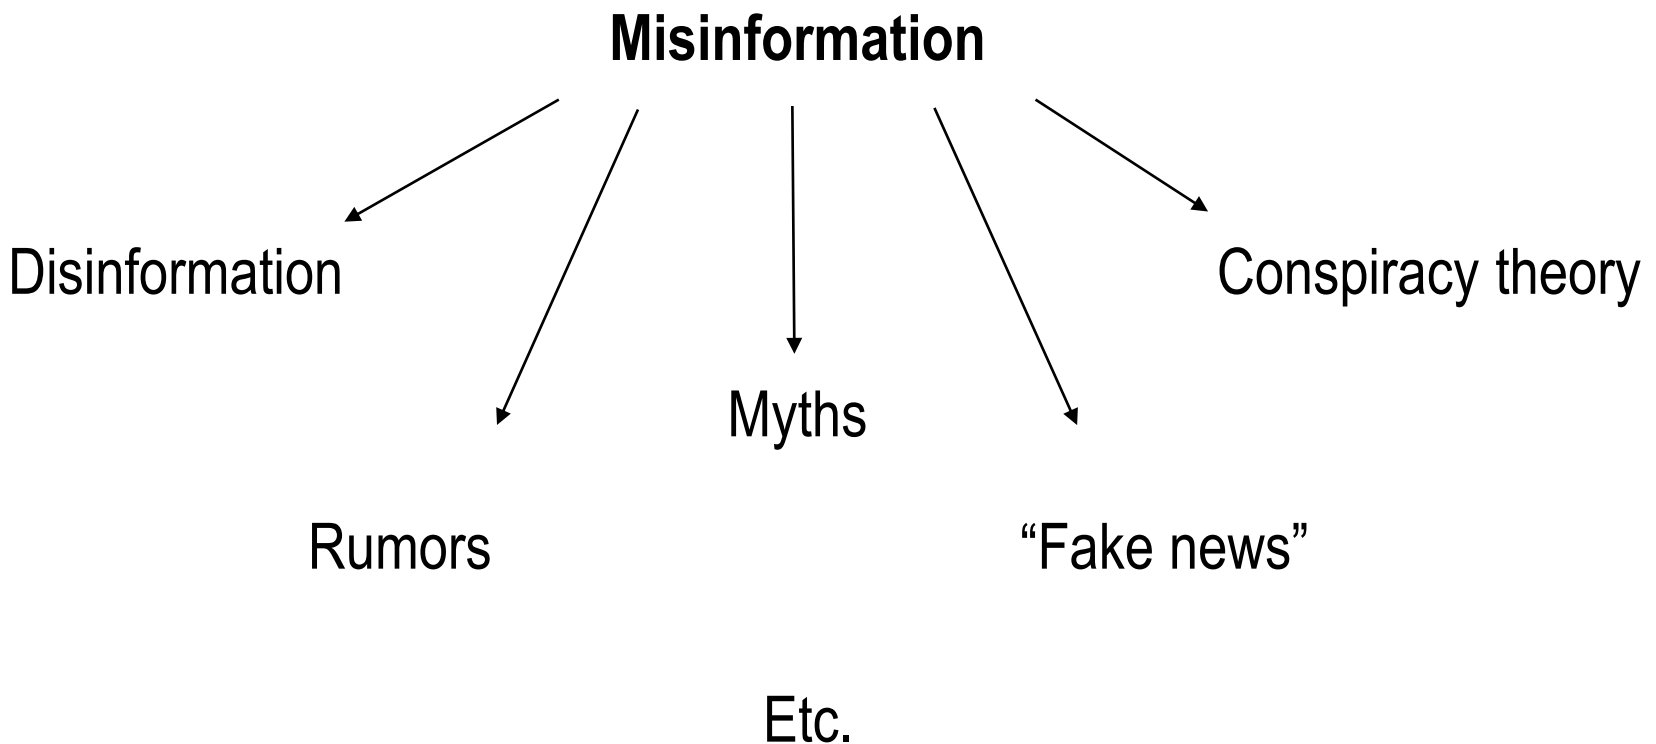 Misinformation
Disinformation
Conspiracy theory
Myths
Rumors
“Fake news”
Etc.